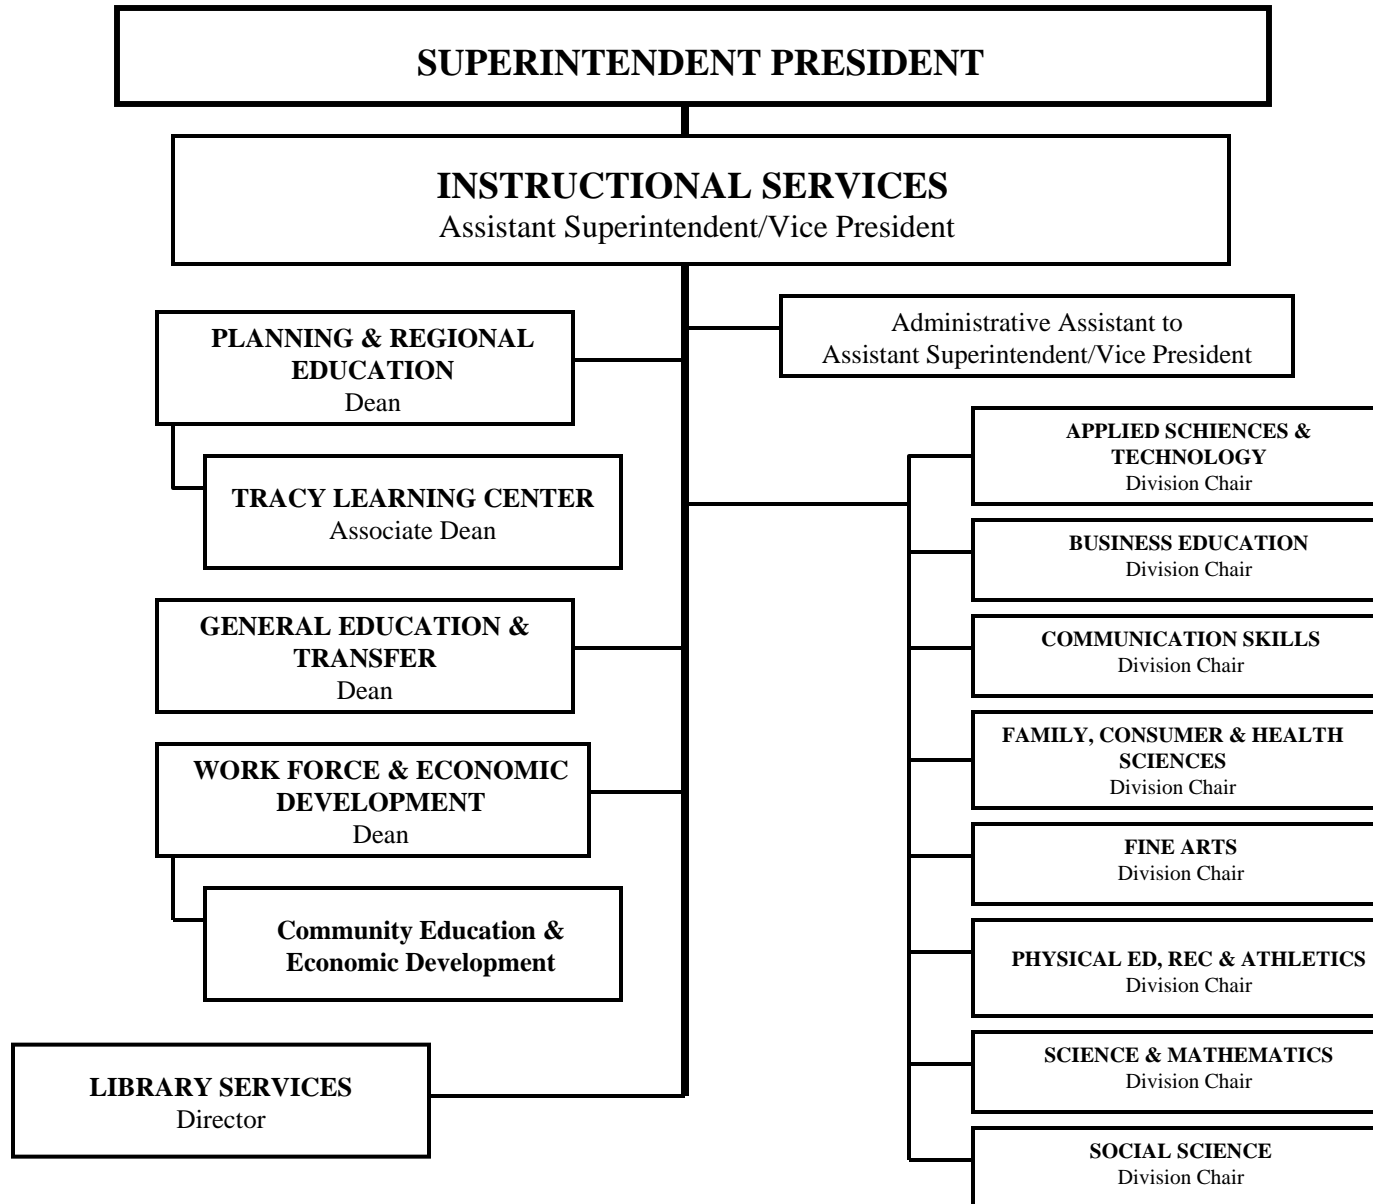 SUPERINTENDENT PRESIDENT
INSTRUCTIONAL SERVICES
Assistant Superintendent/Vice President
Administrative Assistant to
Assistant Superintendent/Vice President
PLANNING & REGIONAL
EDUCATION
Dean
TRACY LEARNING CENTER
Associate Dean
GENERAL EDUCATION &
TRANSFER
Dean
WORK FORCE & ECONOMIC
DEVELOPMENT
Dean
Community Education &
Economic Development
LIBRARY SERVICES
Director
APPLIED SCHIENCES &
TECHNOLOGY
Division Chair
BUSINESS EDUCATION
Division Chair
COMMUNICATION SKILLS
Division Chair
FAMILY, CONSUMER & HEALTH
SCIENCES
Division Chair
FINE ARTS
Division Chair
PHYSICAL ED, REC & ATHLETICS
Division Chair
SCIENCE & MATHEMATICS
Division Chair
SOCIAL SCIENCE
Division Chair